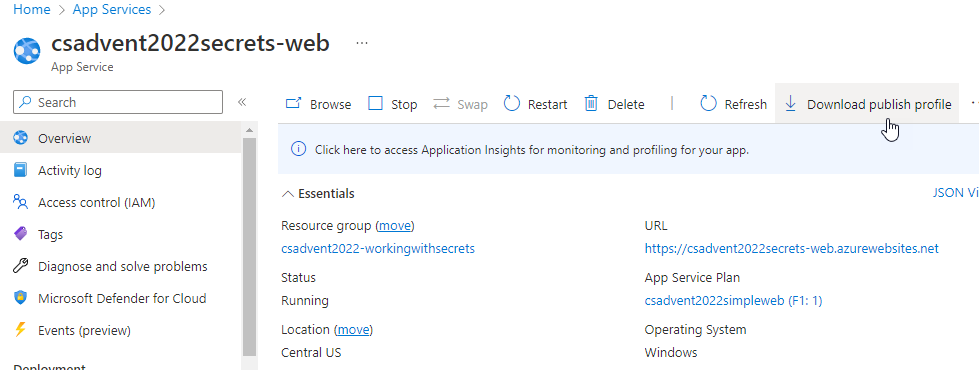 Home > App Services >
csadvent2022secrets-web ...
App Service
Search «
Browse Stop Swap Restart Delete | Refresh Download publish profile
Overview
Click here to access Application Insights for monitoring and profiling for your app.
Activity log
Access control (IAM)
Tags
Diagnose and solve problems
Microsoft Defender for Cloud
Events (preview)
Deployment
Essentials
JSON Vi
Resource group (move)
csadvent2022-workingwithsecrets
Status
Running
Location (move)
Central US
URL
https://csadvent2022secrets-web.azurewebsites.net
App Service Plan
csadvent2022simpleweb (F1: 1)
Operating System
Windows